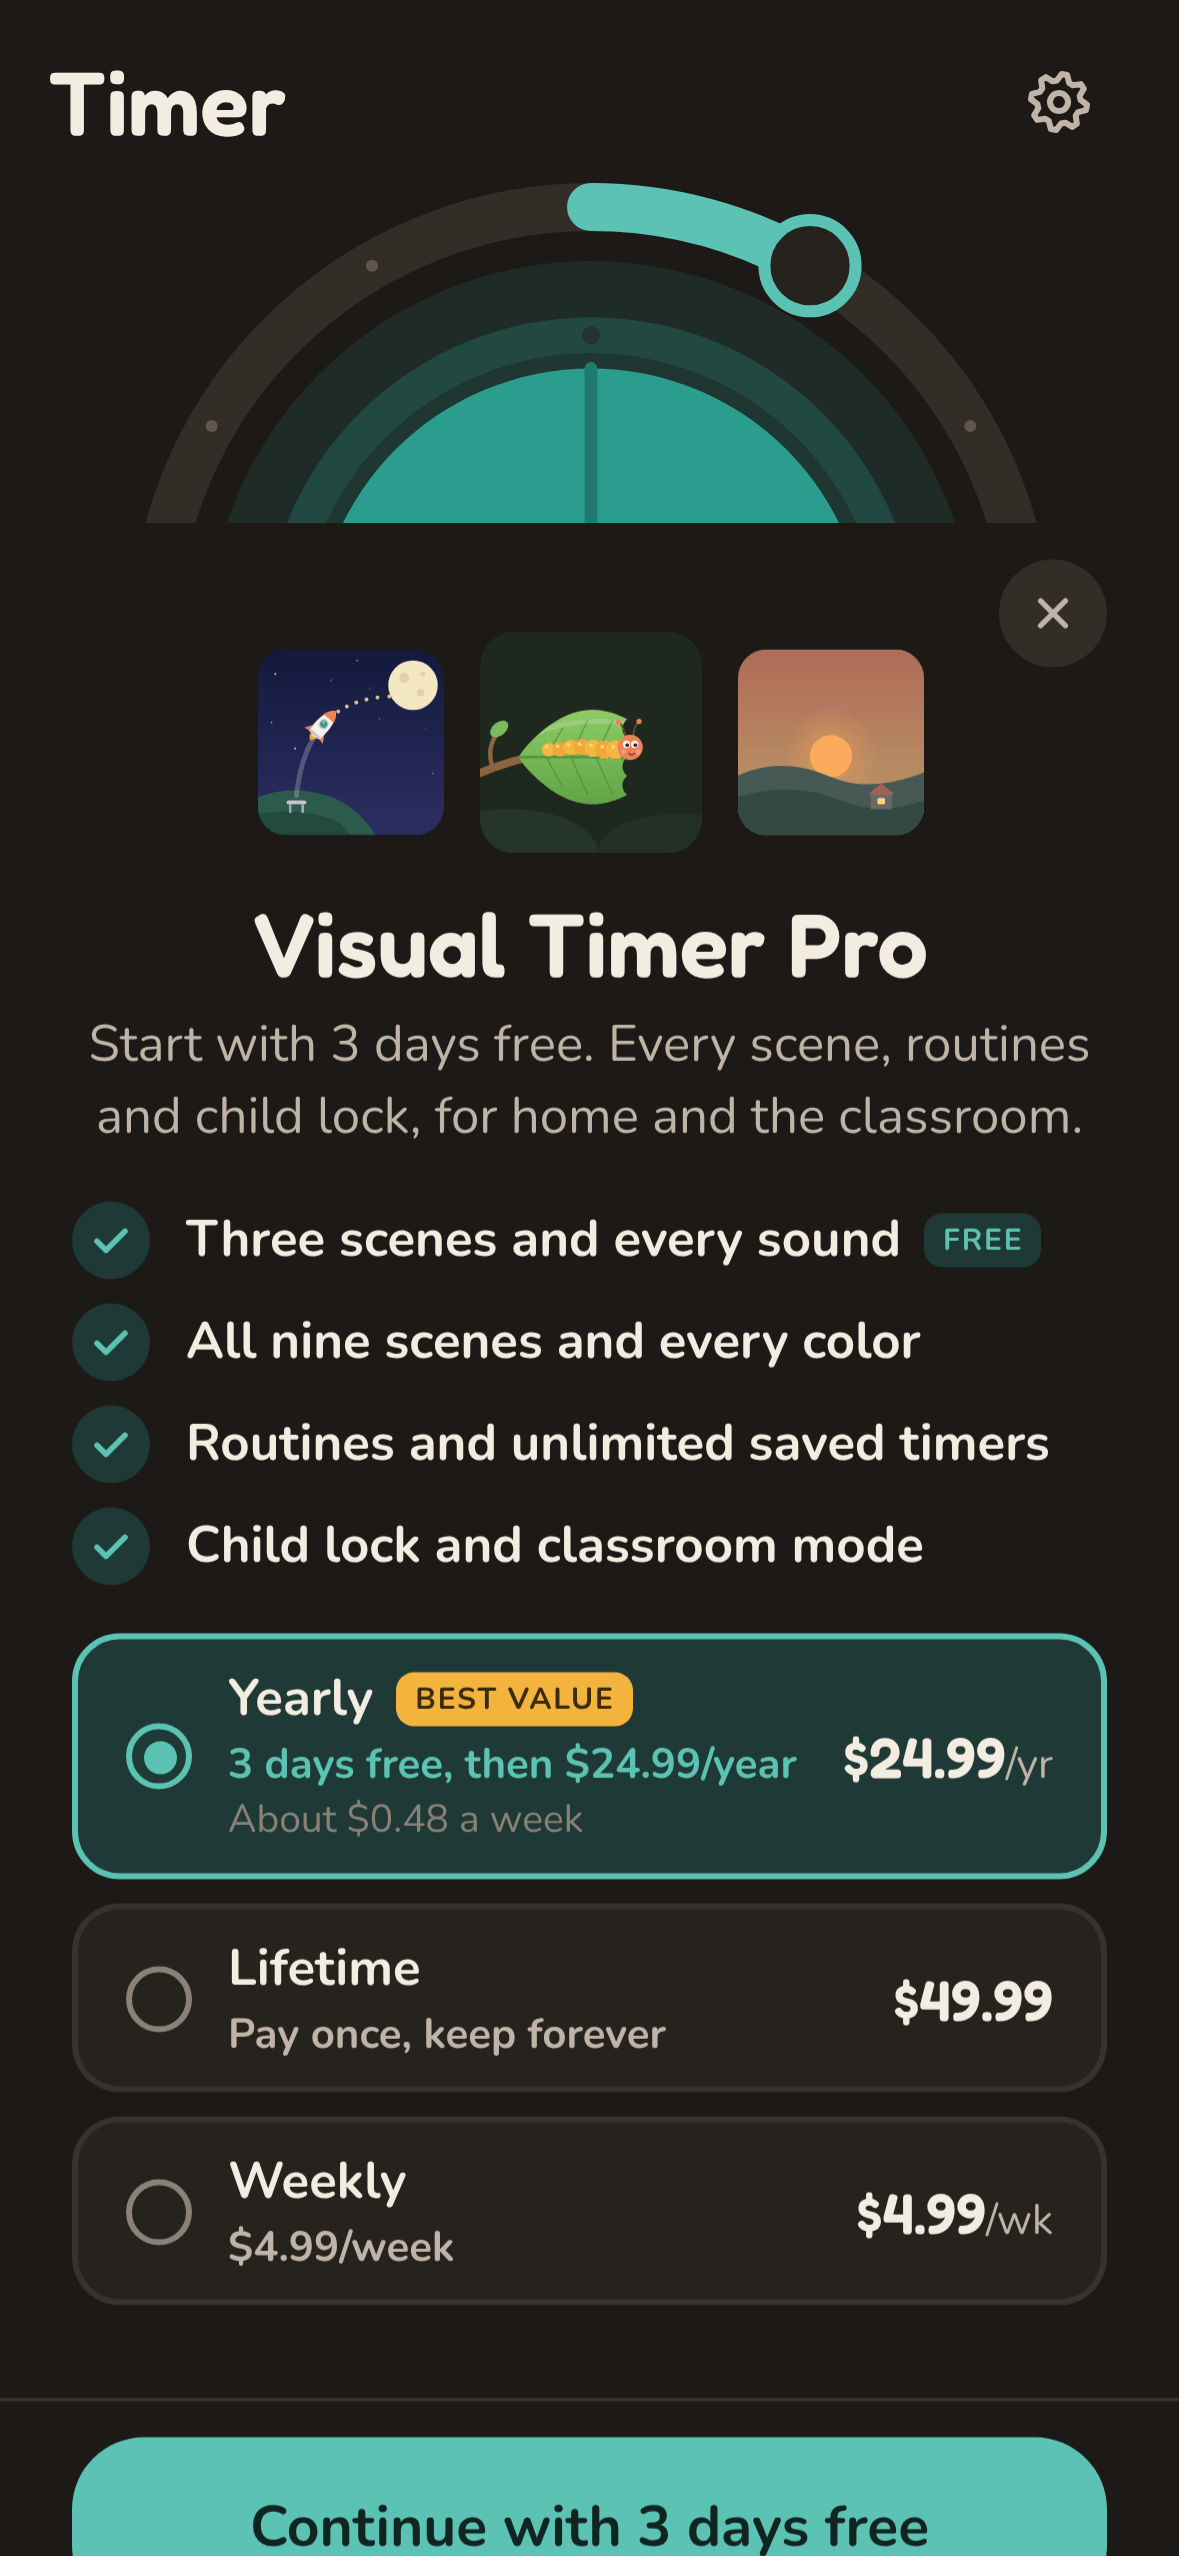 Timer
Visual Timer Pro
Start with 3 days free. Every scene, routines
and child lock, for home and the classroom.
Three scenes and every sound FREE
All nine scenes and every color
Routines and unlimited saved timers
Child lock and classroom mode
Yearly BEST VALUE
3 days free, then $24.99/year $24.99/yr
About $0.48 a week
Lifetime
$49.99
Pay once, keep forever
Weekly
$4.99/wk
$4.99/week
Continue with 3 days free